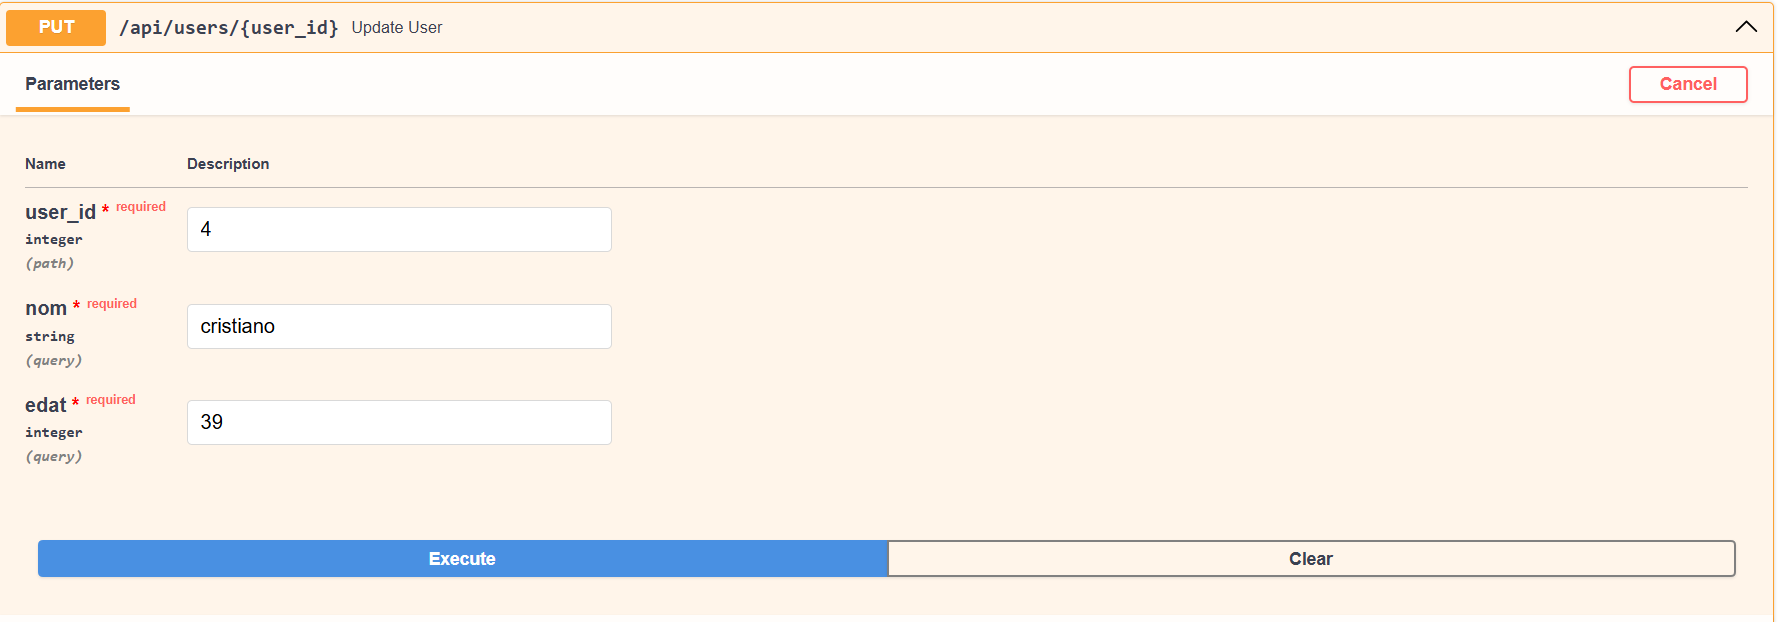 PUT /api/users/{user_id} Update User
Parameters
Cancel
Name Description
user_id * required
integer
(path)
4
nom * required
string
(query)
cristiano
edat * required
integer
(query)
39
Execute
Clear